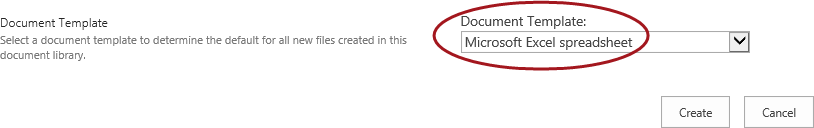 Document Template
Select a document template to determine the default for all new files created in this
document library.
Document Template:
Microsoft Excel spreadsheet
Create
Cancel